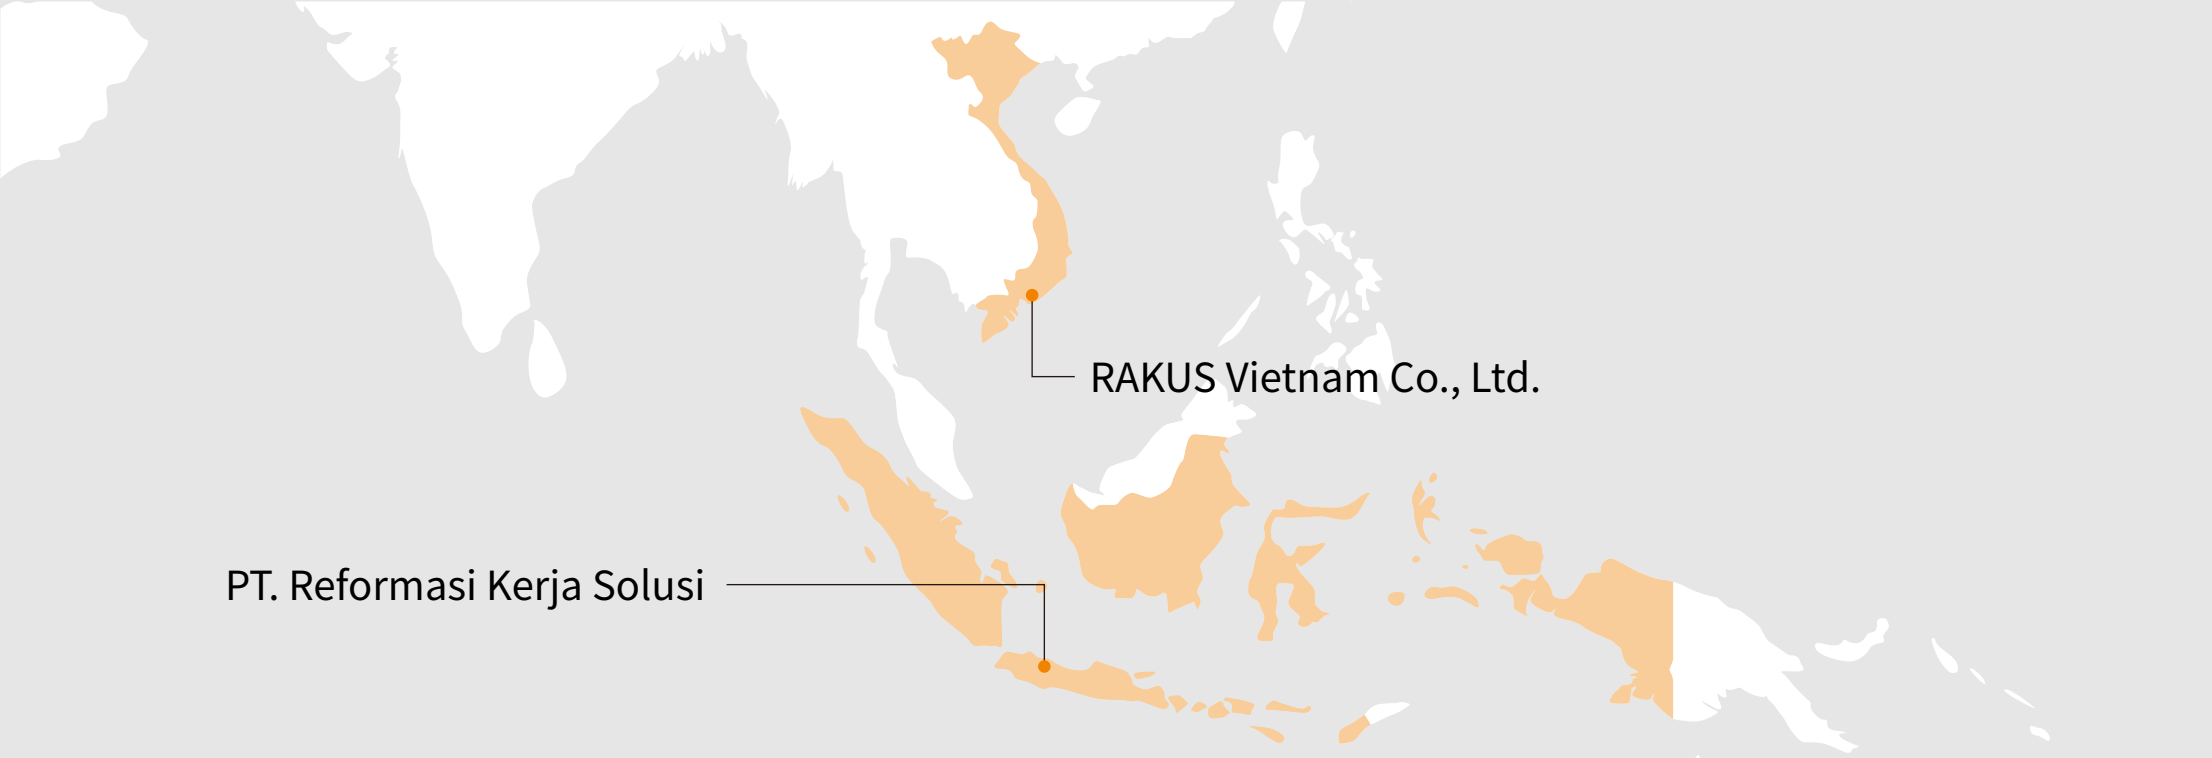 RAKUS Vietnam Co., Ltd.
PT. Reformasi Kerja Solusi